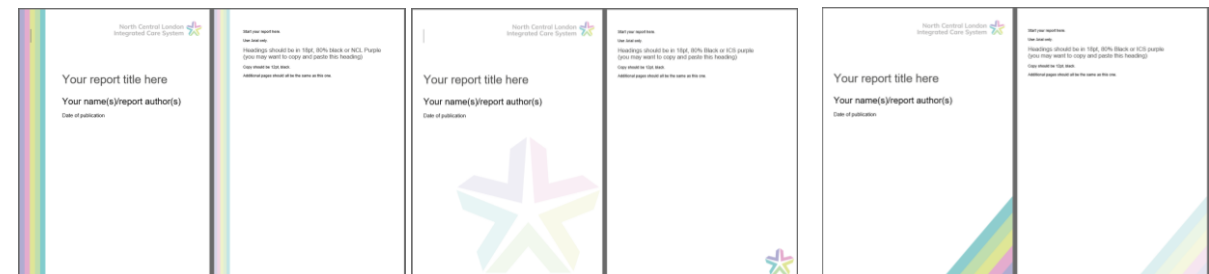 North Central London
Integrated Care System
Your report title here
Your name(s)/report author(s)
Date of publication
Start your report here.
Use Arial only.
Headings should be in 18pt, 80% black or NCL Purple
(you may want to copy and paste this heading)
Copy should be 12pt black.
Additional pages should all be the same as this one.
North Central London
Integrated Care System
Your report title here
Your name(s)/report author(s)
Date of publication
Start your report here.
Use Arial only.
Headings should be in 18pt, 80% Black or ICS purple
(you may want to copy and paste this heading)
Copy should be 12pt black.
Additional pages should all be the same as this one.
North Central London
Integrated Care System
Your report title here
Your name(s)/report author(s)
Date of publication
Start your report here.
Use Arial only.
Headings should be in 18pt, 80% Black or ICS purple
(you may want to copy and paste this heading)
Copy should be 12pt black.
Additional pages should all be the same as this one.